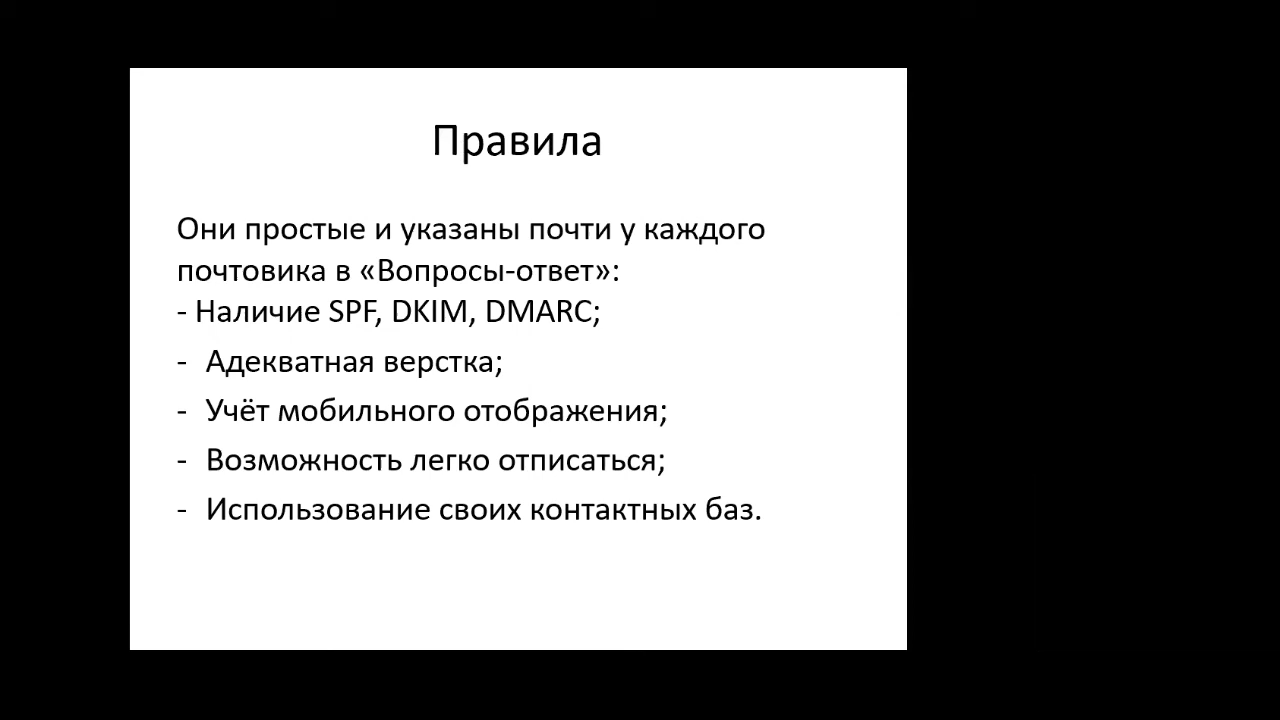 Правила
Они простые и указаны почти у каждого
почтовика в «Вопросы-ответ»:
- Наличие SPF, DKIM, DMARC;
- Адекватная верстка;
- Учёт мобильного отображения;
- Возможность легко отписаться;
- Использование своих контактных баз.